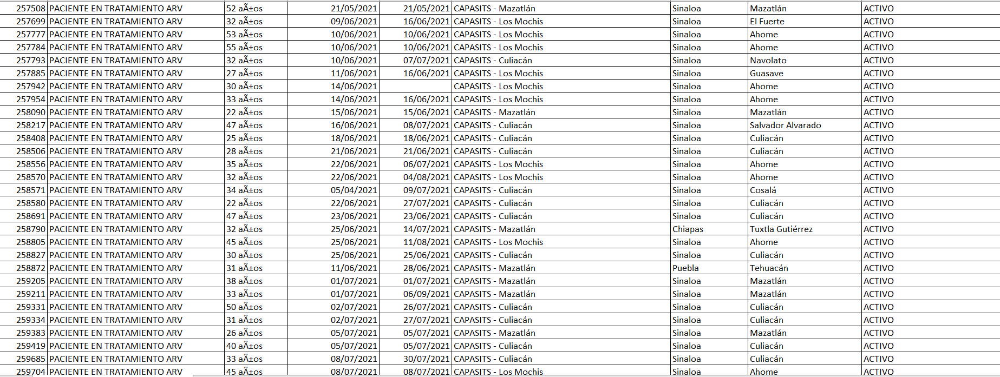 257508 PACIENTE EN TRATAMIENTO ARV 52 aÃ±os 21/05/2021 21/05/2021 CAPASITS - Mazatlán Sinaloa Mazatlán ACTIVO
257699 PACIENTE EN TRATAMIENTO ARV 32 aÃ±os 09/06/2021 16/06/2021 CAPASITS - Los Mochis Sinaloa El Fuerte ACTIVO
257777 PACIENTE EN TRATAMIENTO ARV 53 aÃ±os 10/06/2021 10/06/2021 CAPASITS - Los Mochis Sinaloa Ahome ACTIVO
257784 PACIENTE EN TRATAMIENTO ARV 55 aÃ±os 10/06/2021 10/06/2021 CAPASITS - Los Mochis Sinaloa Ahome ACTIVO
257793 PACIENTE EN TRATAMIENTO ARV 32 aÃ±os 10/06/2021 07/07/2021 CAPASITS - Culiacán Sinaloa Navolato ACTIVO
257885 PACIENTE EN TRATAMIENTO ARV 27 aÃ±os 11/06/2021 16/06/2021 CAPASITS - Los Mochis Sinaloa Guasave ACTIVO
257942 PACIENTE EN TRATAMIENTO ARV 30 aÃ±os 14/06/2021 CAPASITS - Los Mochis Sinaloa Ahome ACTIVO
257954 PACIENTE EN TRATAMIENTO ARV 33 aÃ±os 14/06/2021 16/06/2021 CAPASITS - Los Mochis Sinaloa Ahome ACTIVO
258090 PACIENTE EN TRATAMIENTO ARV 22 aÃ±os 15/06/2021 15/06/2021 CAPASITS - Mazatlán Sinaloa Mazatlán ACTIVO
258217 PACIENTE EN TRATAMIENTO ARV 47 aÃ±os 16/06/2021 08/07/2021 CAPASITS - Culiacán Sinaloa Salvador Alvarado ACTIVO
258408 PACIENTE EN TRATAMIENTO ARV 25 aÃ±os 18/06/2021 18/06/2021 CAPASITS - Culiacán Sinaloa Culiacán ACTIVO
258506 PACIENTE EN TRATAMIENTO ARV 28 aÃ±os 21/06/2021 21/06/2021 CAPASITS - Culiacán Sinaloa Culiacán ACTIVO
258556 PACIENTE EN TRATAMIENTO ARV 35 aÃ±os 22/06/2021 06/07/2021 CAPASITS - Los Mochis Sinaloa Ahome ACTIVO
258570 PACIENTE EN TRATAMIENTO ARV 32 aÃ±os 22/06/2021 04/08/2021 CAPASITS - Los Mochis Sinaloa Ahome ACTIVO
258571 PACIENTE EN TRATAMIENTO ARV 34 aÃ±os 05/04/2021 09/07/2021 CAPASITS - Culiacán Sinaloa Cosalá ACTIVO
258580 PACIENTE EN TRATAMIENTO ARV 22 aÃ±os 22/06/2021 27/07/2021 CAPASITS - Culiacán Sinaloa Culiacán ACTIVO
258691 PACIENTE EN TRATAMIENTO ARV 47 aÃ±os 23/06/2021 23/06/2021 CAPASITS - Culiacán Sinaloa Culiacán ACTIVO
258790 PACIENTE EN TRATAMIENTO ARV 32 aÃ±os 25/06/2021 14/07/2021 CAPASITS - Mazatlán Chiapas Tuxtla Gutiérrez ACTIVO
258805 PACIENTE EN TRATAMIENTO ARV 45 aÃ±os 25/06/2021 11/08/2021 CAPASITS - Los Mochis Sinaloa Ahome ACTIVO
258827 PACIENTE EN TRATAMIENTO ARV 30 aÃ±os 25/06/2021 25/06/2021 CAPASITS - Culiacán Sinaloa Culiacán ACTIVO
258872 PACIENTE EN TRATAMIENTO ARV 31 aÃ±os 11/06/2021 28/06/2021 CAPASITS - Mazatlán Puebla Tehuacán ACTIVO
259205 PACIENTE EN TRATAMIENTO ARV 38 aÃ±os 01/07/2021 01/07/2021 CAPASITS - Mazatlán Sinaloa Mazatlán ACTIVO
259211 PACIENTE EN TRATAMIENTO ARV 33 aÃ±os 01/07/2021 06/09/2021 CAPASITS - Mazatlán Sinaloa Mazatlán ACTIVO
259331 PACIENTE EN TRATAMIENTO ARV 50 aÃ±os 02/07/2021 26/07/2021 CAPASITS - Culiacán Sinaloa Culiacán ACTIVO
259334 PACIENTE EN TRATAMIENTO ARV 31 aÃ±os 02/07/2021 27/07/2021 CAPASITS - Culiacán Sinaloa Culiacán ACTIVO
259383 PACIENTE EN TRATAMIENTO ARV 26 aÃ±os 05/07/2021 05/07/2021 CAPASITS - Mazatlán Sinaloa Mazatlán ACTIVO
259419 PACIENTE EN TRATAMIENTO ARV 40 aÃ±os 05/07/2021 05/07/2021 CAPASITS - Culiacán Sinaloa Culiacán ACTIVO
259685 PACIENTE EN TRATAMIENTO ARV 33 aÃ±os 08/07/2021 30/07/2021 CAPASITS - Culiacán Sinaloa Culiacán ACTIVO
259704 PACIENTE EN TRATAMIENTO ARV 45 aÃ±os 08/07/2021 08/07/2021 CAPASITS - Los Mochis Sinaloa Ahome ACTIVO